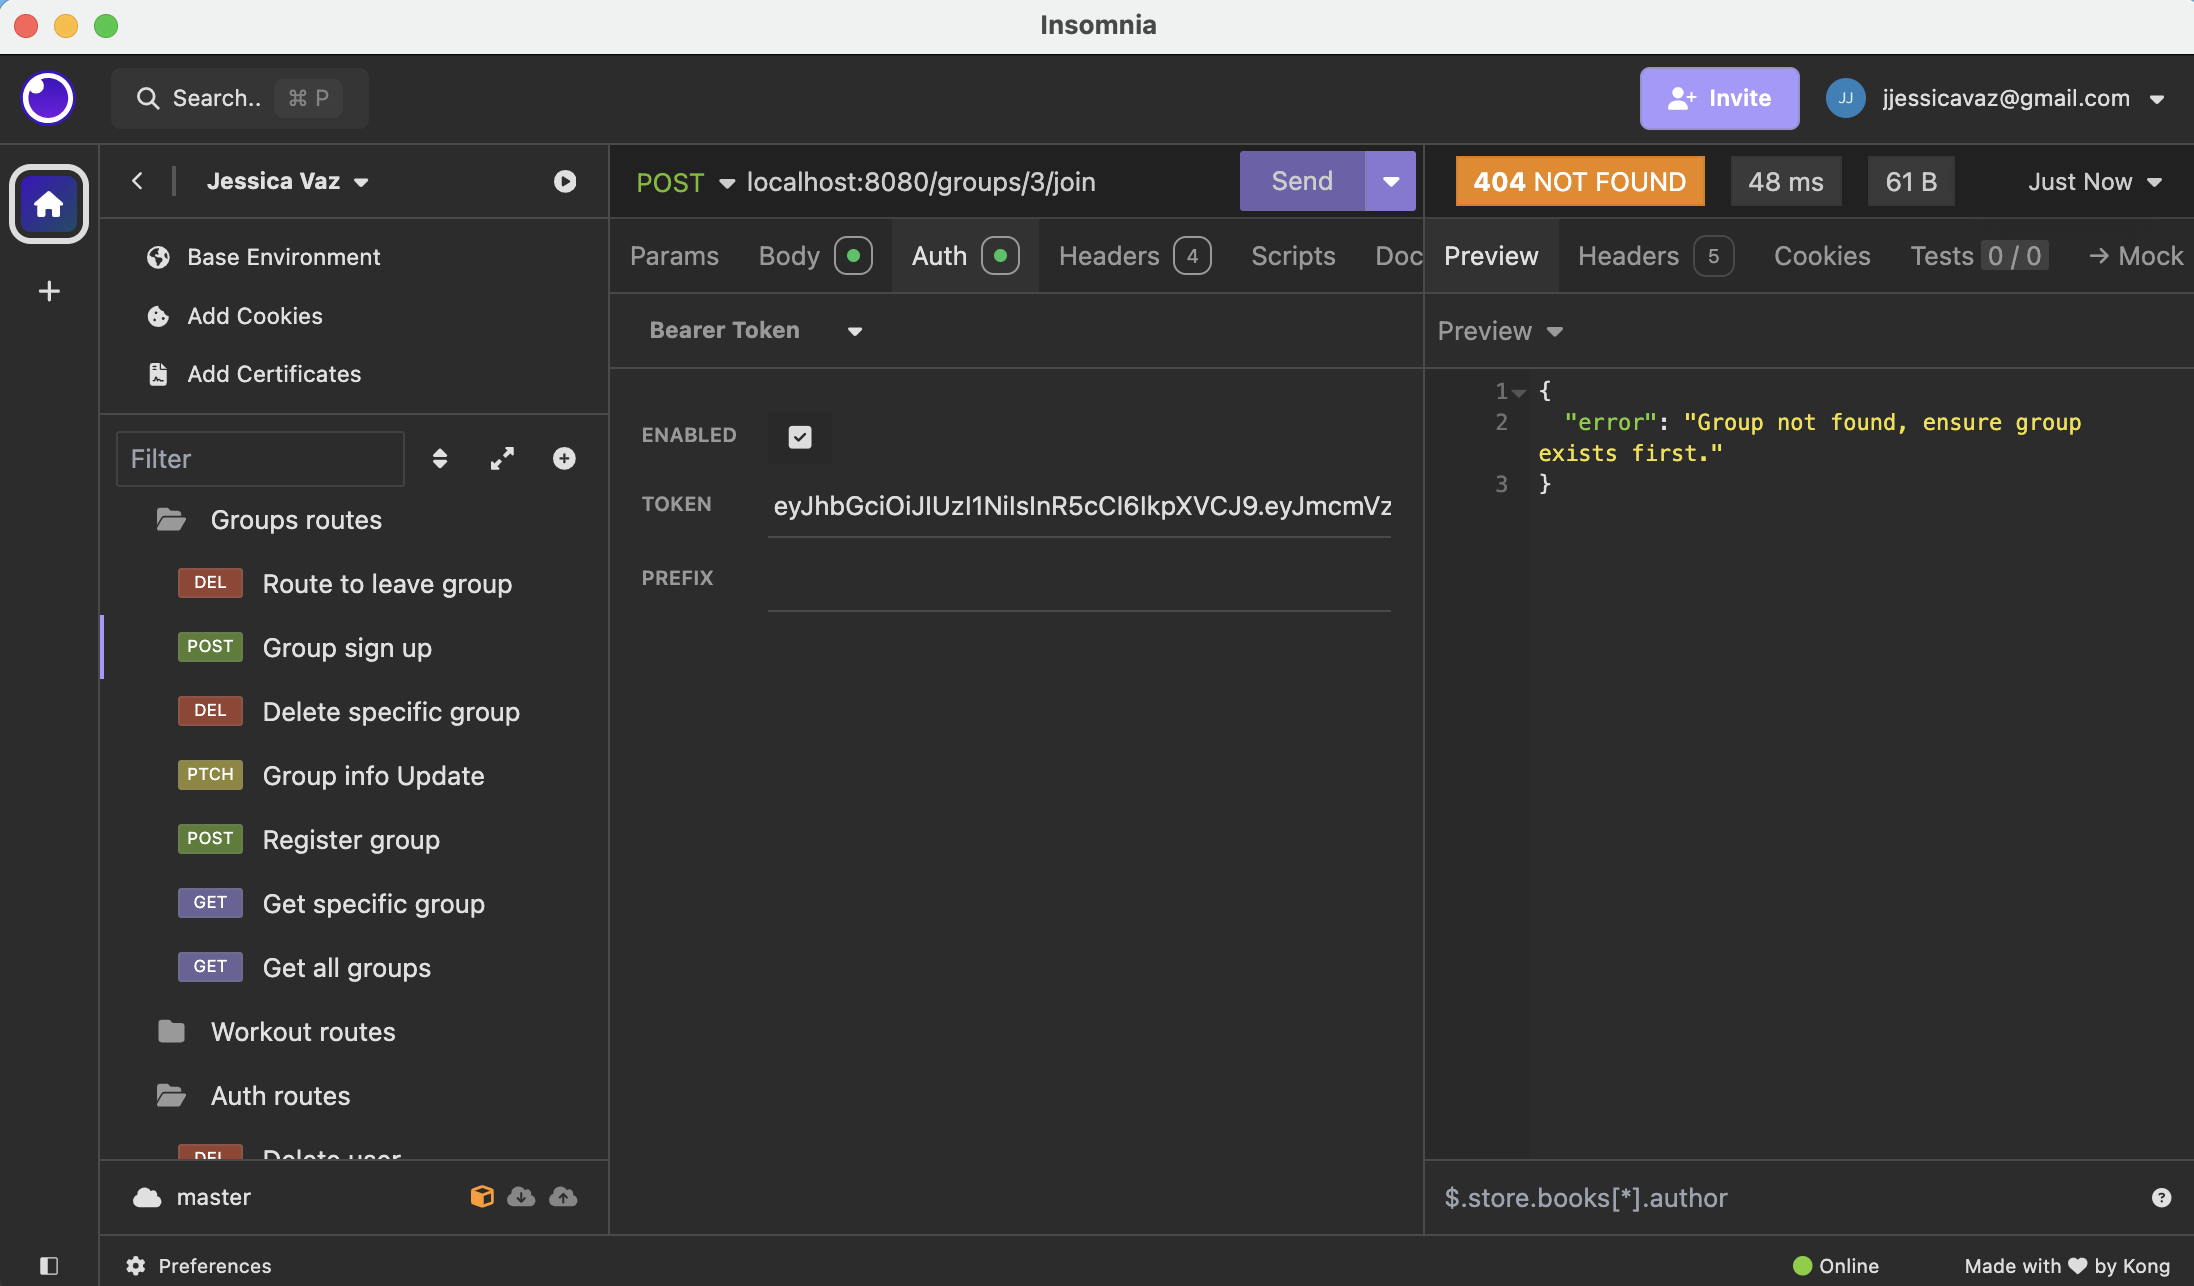 Insomnia
Search.. ⌘ P
Invite
JJ
jjessicavaz@gmail.com
Jessica Vaz
POST localhost:8080/groups/3/join
Send
404 NOT FOUND
48 ms
61 B
Just Now
Base Environment
Add Cookies
Add Certificates
Params
Body
Auth
Headers 4
Scripts
Doc
Preview
Headers 5
Cookies
Tests 0 / 0
→ Mock
Bearer Token
Preview
ENABLED
TOKEN eyJhbGciOiJIUzI1NiIsInR5cCI6IkpXVCJ9.eyJmcmVz
PREFIX
1 {
2 "error": "Group not found, ensure group
exists first."
3 }
Filter
Groups routes
DEL Route to leave group
POST Group sign up
DEL Delete specific group
PTCH Group info Update
POST Register group
GET Get specific group
GET Get all groups
Workout routes
Auth routes
DEL Delete user
master
$.store.books[*].author
Preferences
Online
Made with ♥ by Kong